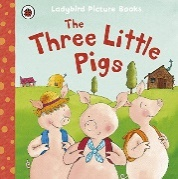 Ladybird Picture Books
The
Three Little
Pigs